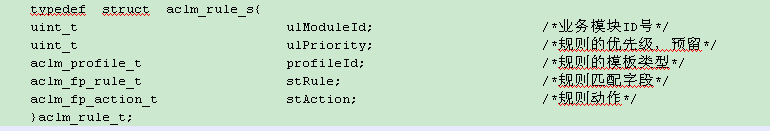 typedef struct aclm_rule_s{
uint_t ulModuleId; /*业务模块ID号*/
uint_t ulPriority; /*规则的优先级，预留*/
aclm_profile_t profileId; /*规则的模板类型*/
aclm_fp_rule_t stRule; /*规则匹配字段*/
aclm_fp_action_t stAction; /*规则动作*/
}aclm_rule_t;